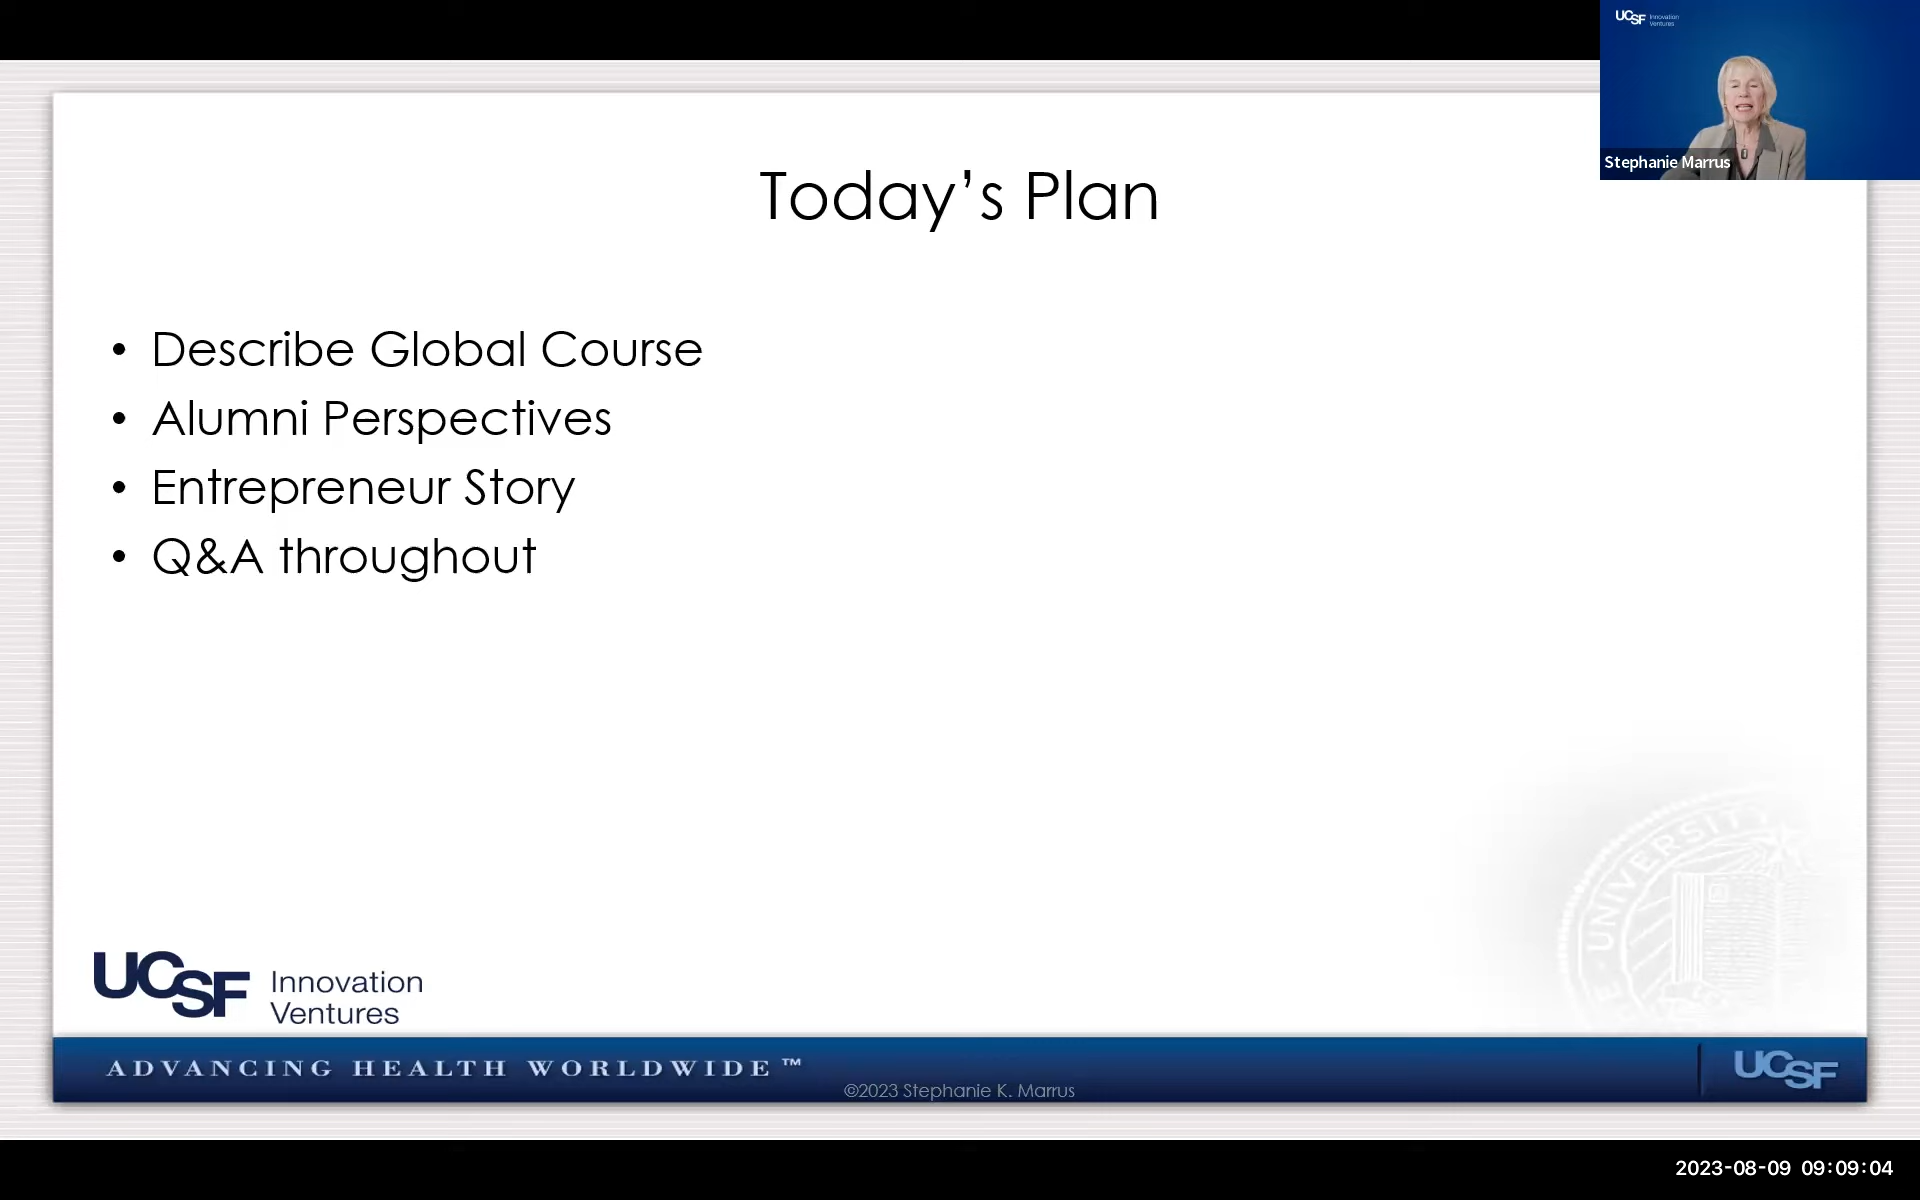 UCSF Innovation
Ventures
Stephanie Marrus
Today’s Plan
• Describe Global Course
• Alumni Perspectives
• Entrepreneur Story
• Q&A throughout
UNIVERSITY
UCSF Innovation
Ventures
ADVANCING HEALTH WORLDWIDE™
UCSF
©2023 Stephanie K. Marrus
2023-08-09 09:09:04